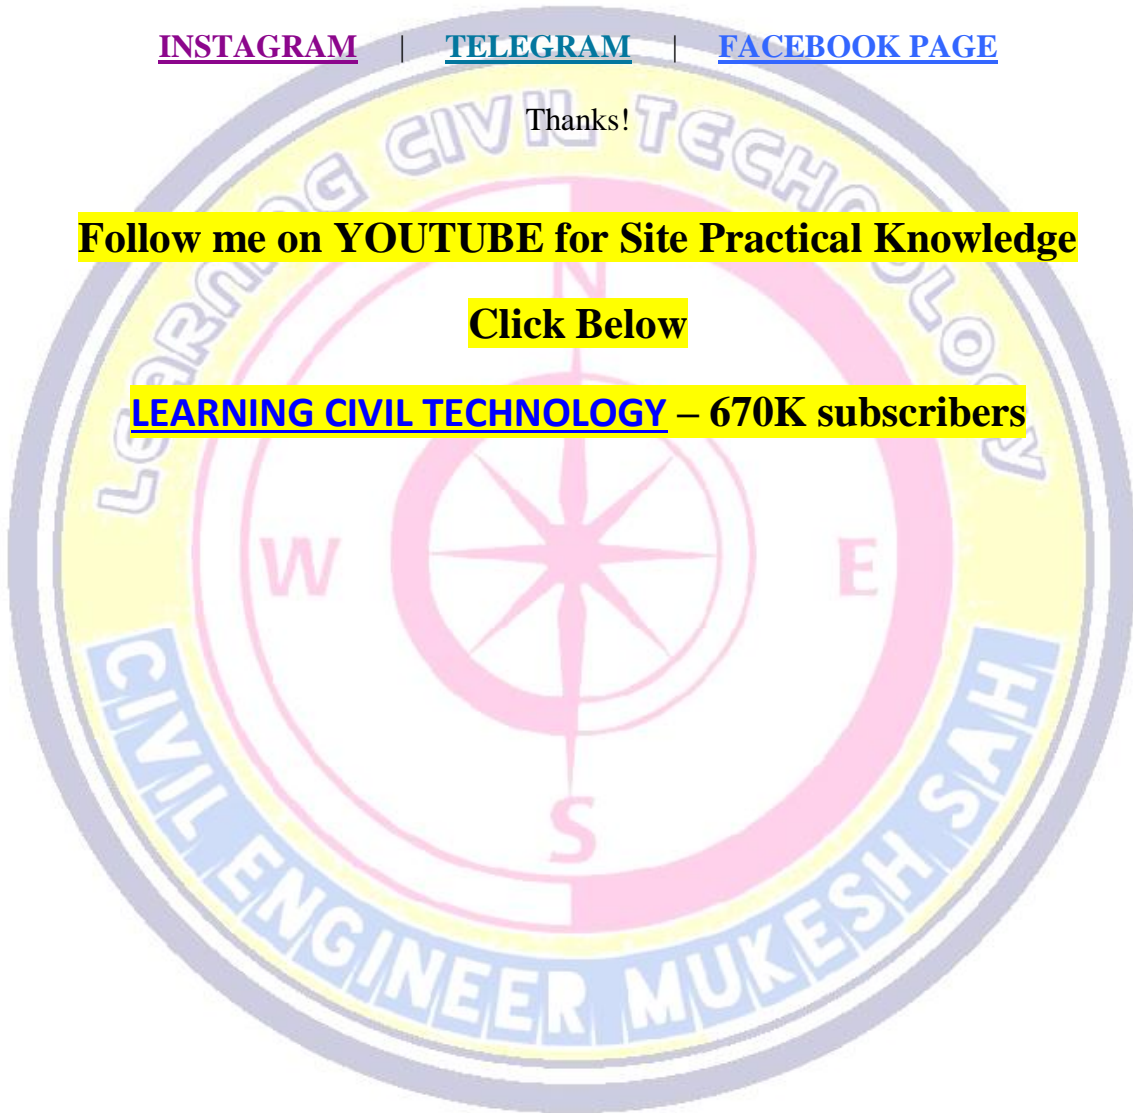 INSTAGRAM | TELEGRAM | FACEBOOK PAGE
Thanks!
Follow me on YOUTUBE for Site Practical Knowledge
Click Below
LEARNING CIVIL TECHNOLOGY – 670K subscribers
LEARNING CIVIL TECHNOLOGY
N
W E
S
CIVIL ENGINEER MUKESH SAH